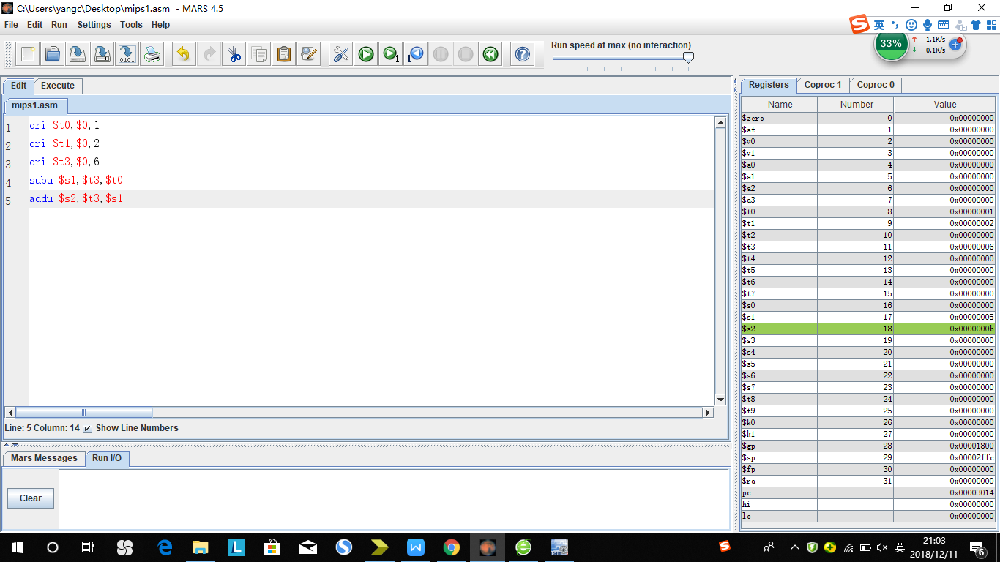 C:\Users\yangc\Desktop\mips1.asm - MARS 4.5
File Edit Run Settings Tools Help
英
0101
1
1
Run speed at max (no interaction)
33%
1.1K/s
0.1K/s
Edit Execute
mips1.asm
1 ori $t0,$0,1
2 ori $t1,$0,2
3 ori $t3,$0,6
4 subu $s1,$t3,$t0
5 addu $s2,$t3,$s1
Line: 5 Column: 14 Show Line Numbers
Mars Messages Run I/O
Clear
Registers Coproc 1 Coproc 0
Name Number Value
$zero 0 0x00000000
$at 1 0x00000000
$v0 2 0x00000000
$v1 3 0x00000000
$a0 4 0x00000000
$a1 5 0x00000000
$a2 6 0x00000000
$a3 7 0x00000000
$t0 8 0x00000001
$t1 9 0x00000002
$t2 10 0x00000000
$t3 11 0x00000006
$t4 12 0x00000000
$t5 13 0x00000000
$t6 14 0x00000000
$t7 15 0x00000000
$s0 16 0x00000000
$s1 17 0x00000005
$s2 18 0x0000000b
$s3 19 0x00000000
$s4 20 0x00000000
$s5 21 0x00000000
$s6 22 0x00000000
$s7 23 0x00000000
$t8 24 0x00000000
$t9 25 0x00000000
$k0 26 0x00000000
$k1 27 0x00000000
$gp 28 0x00001800
$sp 29 0x00002ffc
$fp 30 0x00000000
$ra 31 0x00000000
pc 0x00003014
hi 0x00000000
lo 0x00000000
英
21:03
2018/12/11
6